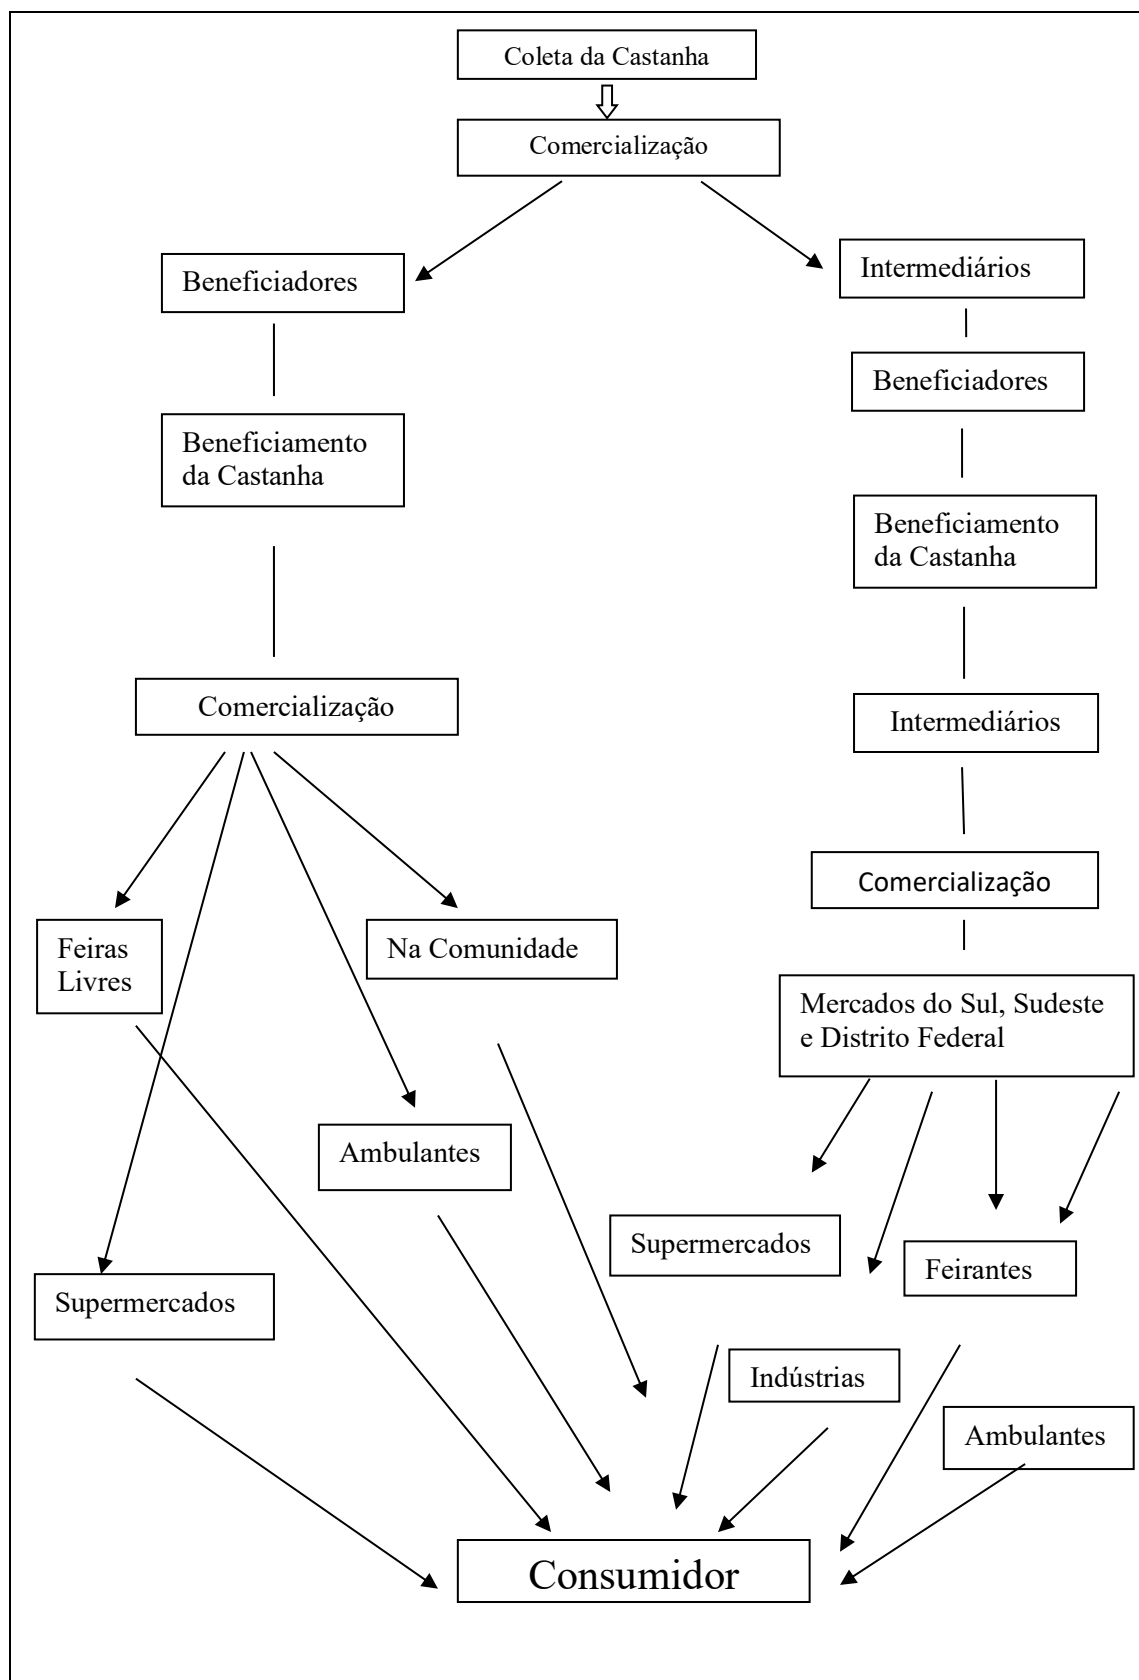 Coleta da Castanha
Comercialização
Intermediários
Beneficiadores
Beneficiadores
Beneficiamento
da Castanha
Beneficiamento
da Castanha
Comercialização
Intermediários
Comercialização
Feiras
Livres
Na Comunidade
Mercados do Sul, Sudeste
e Distrito Federal
Ambulantes
Supermercados
Feirantes
Supermercados
Indústrias
Ambulantes
Consumidor